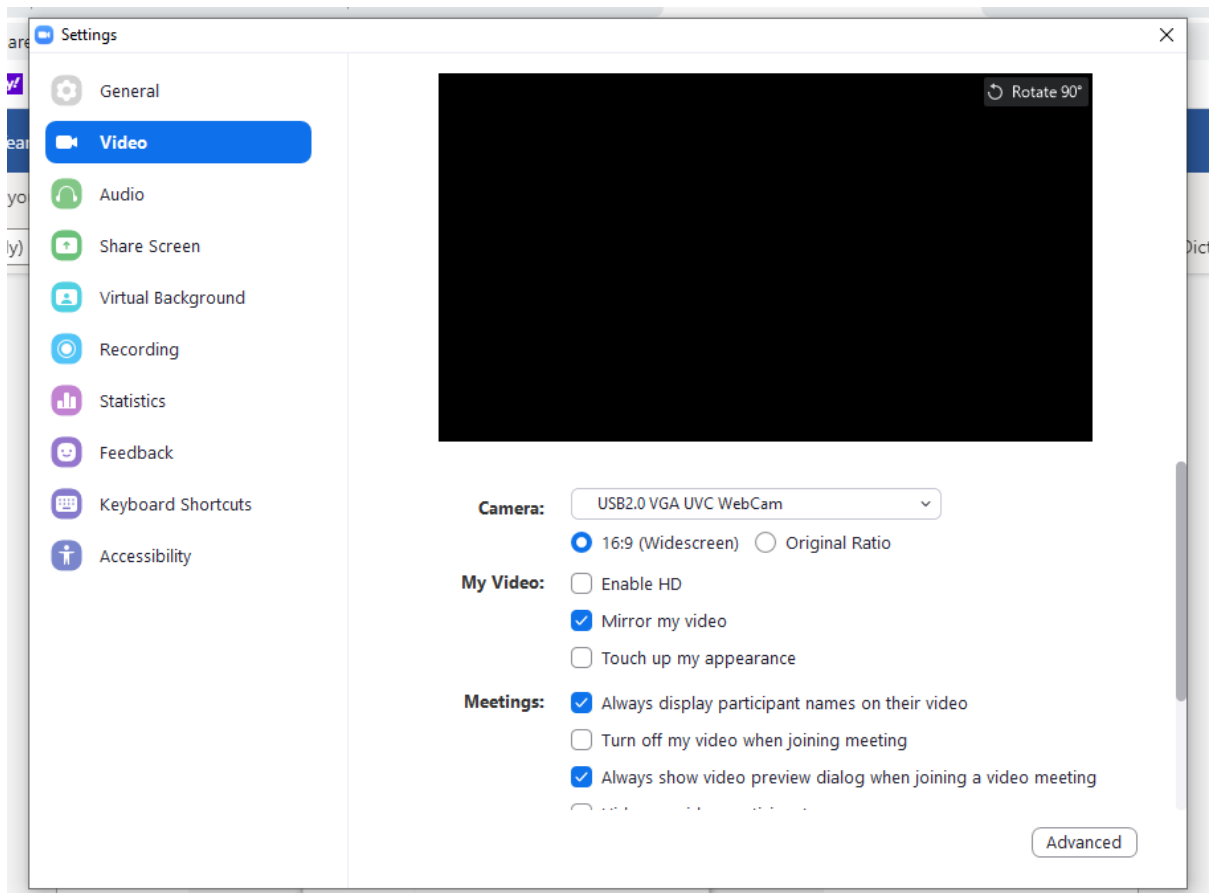 Settings
General
Video
Audio
Share Screen
Virtual Background
Recording
Statistics
Feedback
Keyboard Shortcuts
Accessibility
Rotate 90°
Camera:
USB2.0 VGA UVC WebCam
16:9 (Widescreen) Original Ratio
My Video:
Enable HD
Mirror my video
Touch up my appearance
Meetings:
Always display participant names on their video
Turn off my video when joining meeting
Always show video preview dialog when joining a video meeting
Advanced